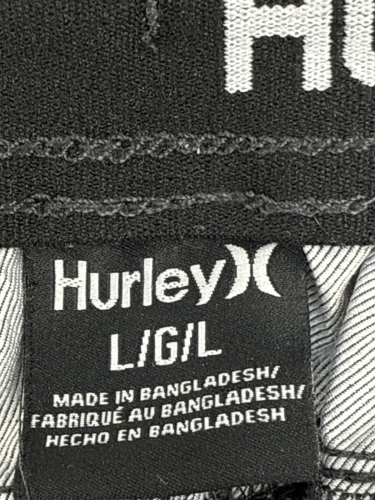 Hurley
L/G/L
MADE IN BANGLADESH/
FABRIQUÉ AU BANGLADESH/
HECHO EN BANGLADESH